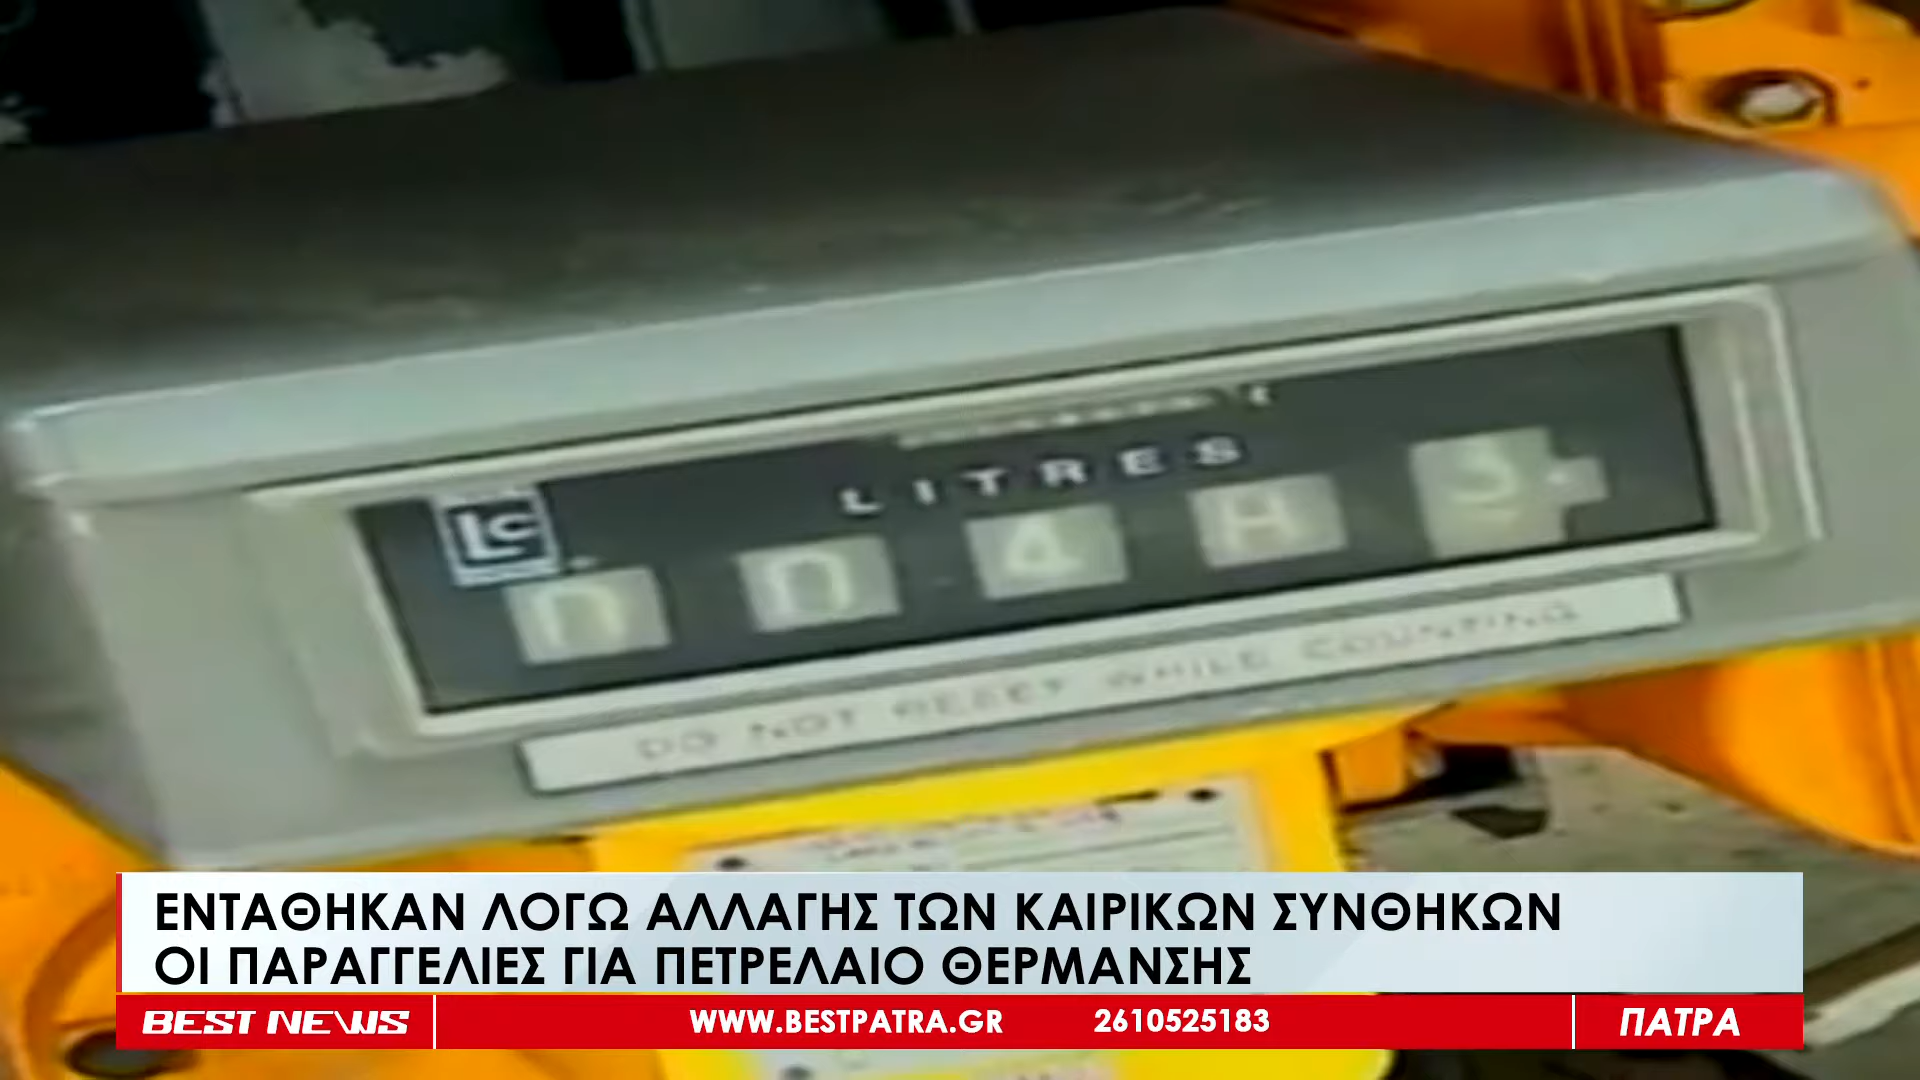 LITRES
LC
DO NOT RESET WHILE COUNTING
ΕΝΤΑΘΗΚΑΝ ΛΟΓΩ ΑΛΛΑΓΗΣ ΤΩΝ ΚΑΙΡΙΚΩΝ ΣΥΝΘΗΚΩΝ
ΟΙ ΠΑΡΑΓΓΕΛΙΕΣ ΓΙΑ ΠΕΤΡΕΛΑΙΟ ΘΕΡΜΑΝΣΗΣ
BEST NEWS WWW.BESTPATRA.GR 2610525183 ΠΑΤΡΑ